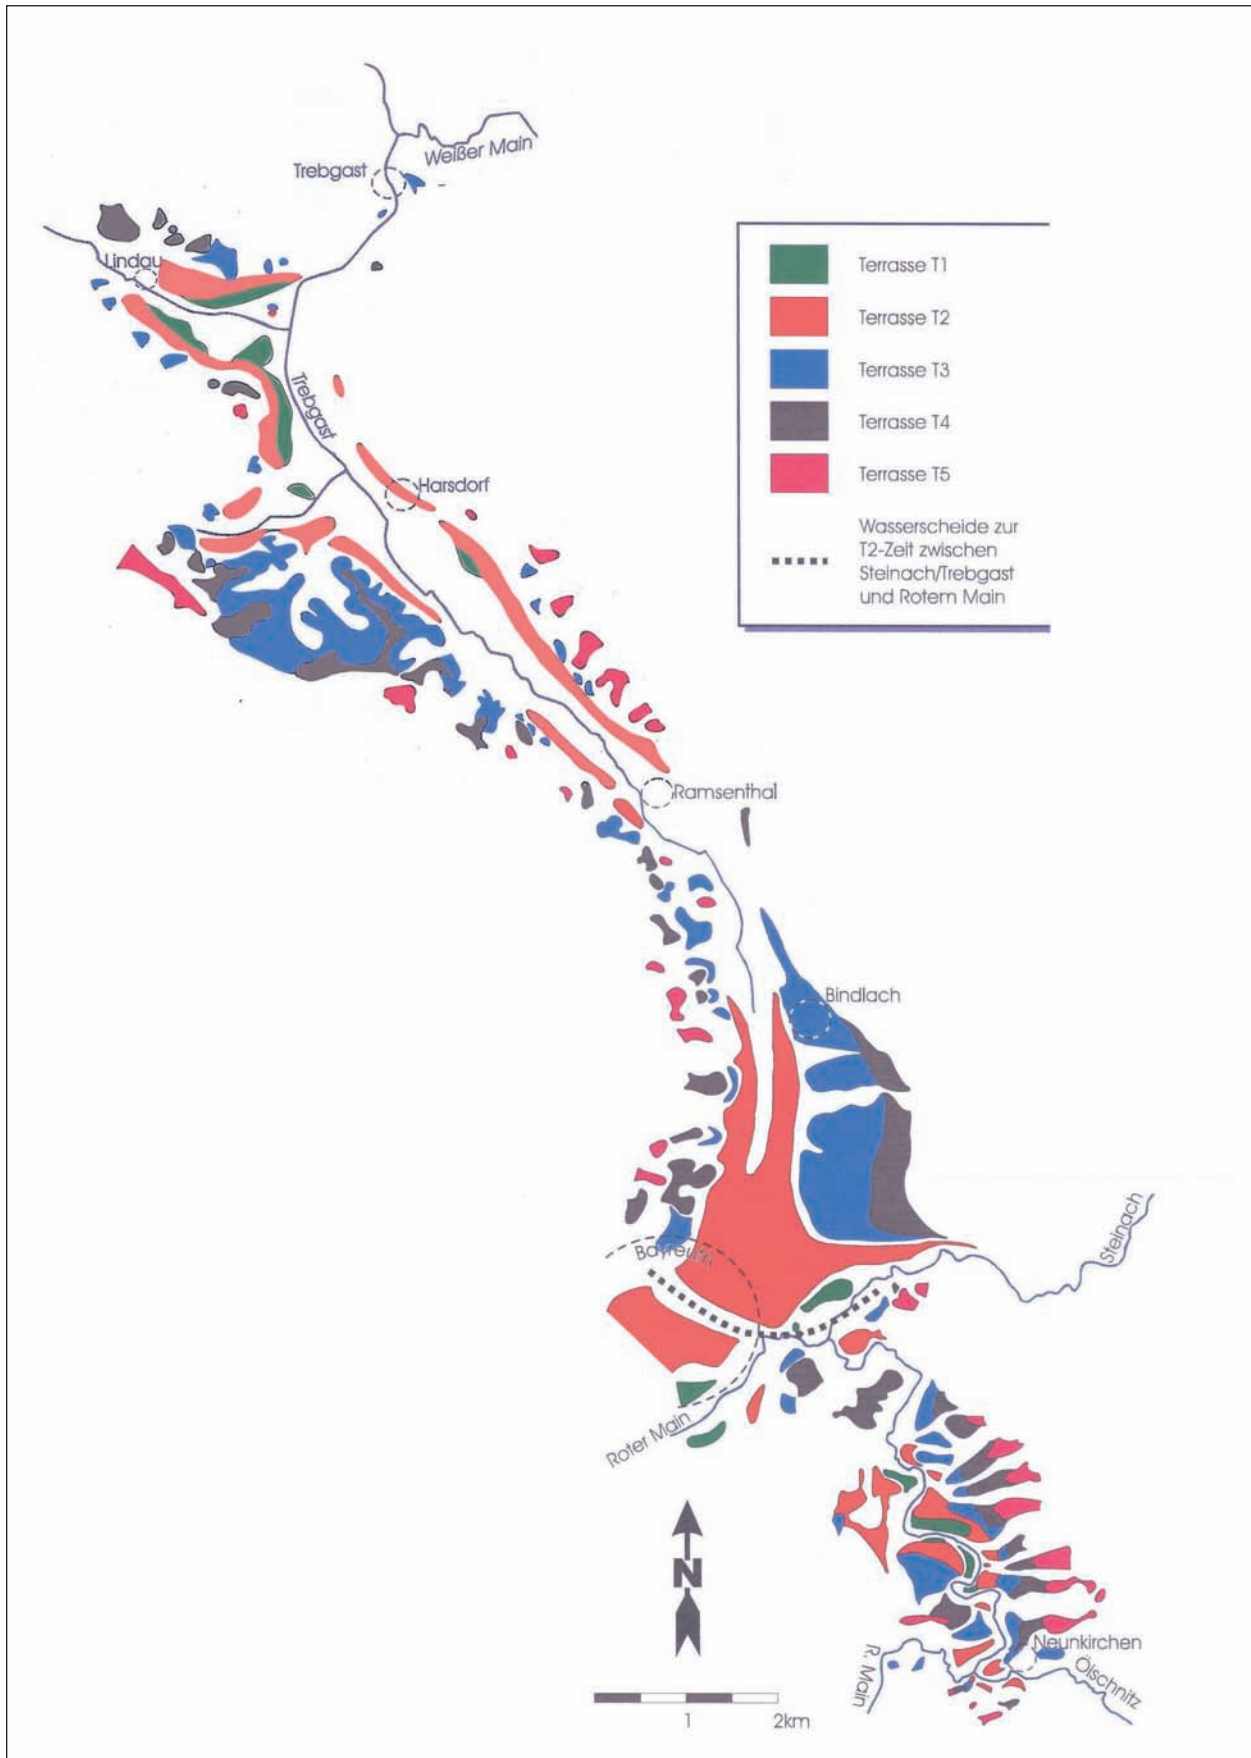 Weißer Main
Trebgast
Lindau
Trebgast
Harsdorf
Ramsenthal
Bindlach
Steinach
Bayreuth
Roter Main
N
R. Main
Neunkirchen
Ölschnitz
1
2km
Terrasse T1
Terrasse T2
Terrasse T3
Terrasse T4
Terrasse T5
Wasserscheide zur
T2-Zeit zwischen
Steinach/Trebgast
und Rotem Main